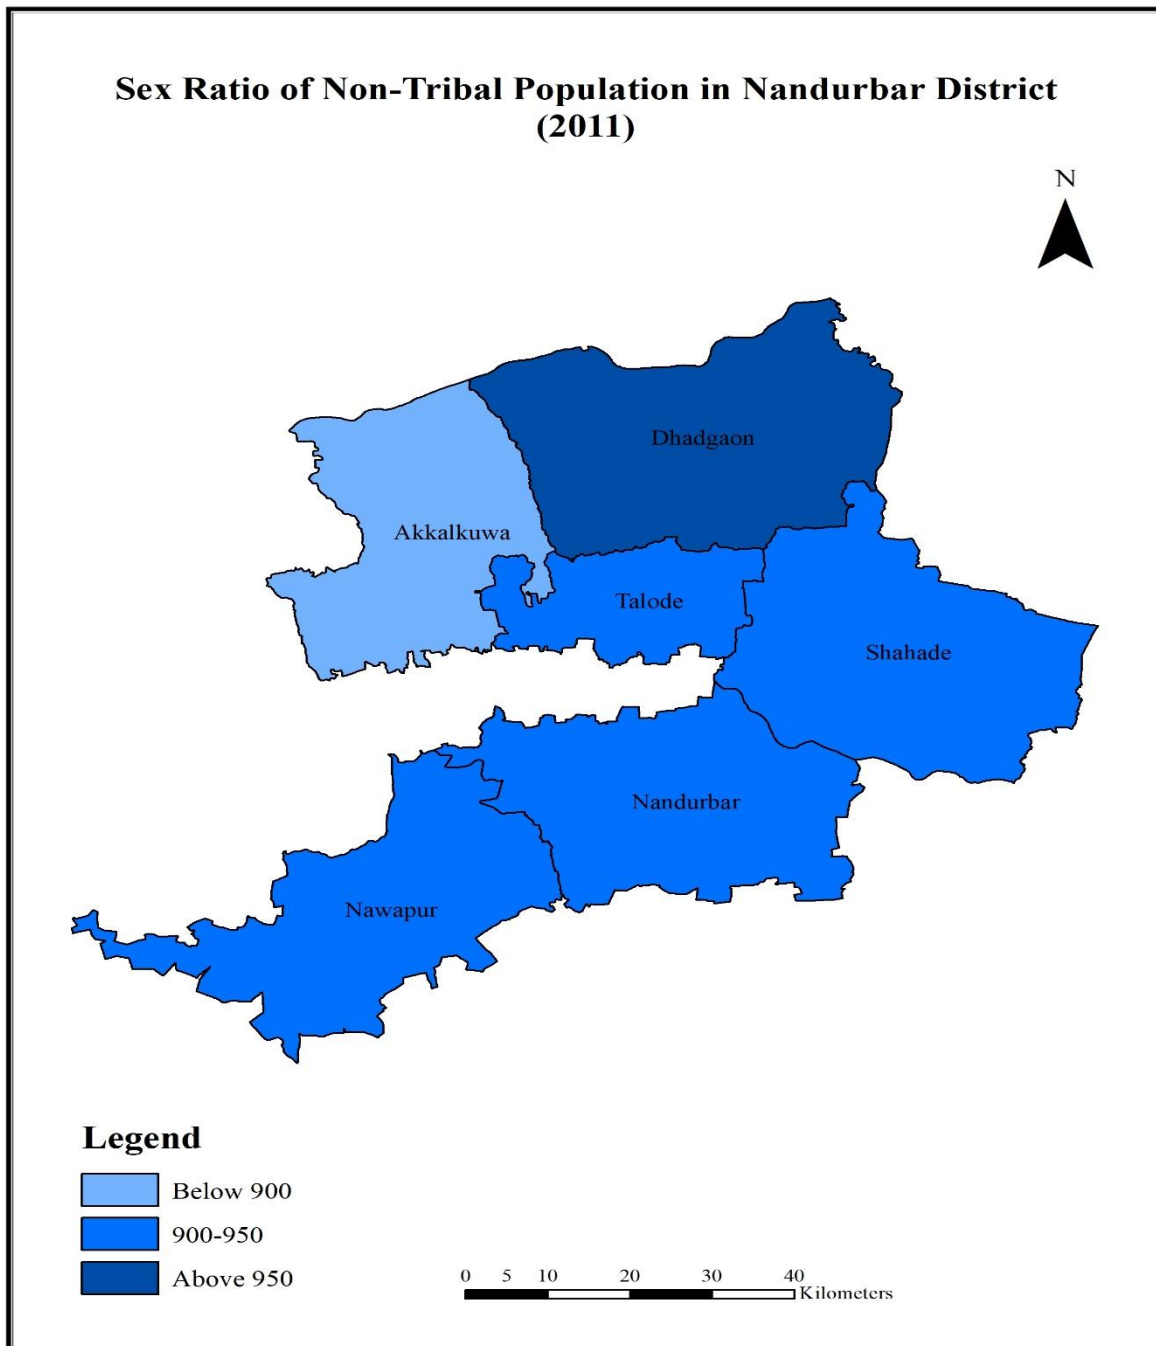 Sex Ratio of Non-Tribal Population in Nandurbar District
(2011)
N
Dhadgaon
Akkalkuwa
Talode
Shahade
Nandurbar
Nawapur
Legend
Below 900
900-950
Above 950
0 5 10 20 30 40
Kilometers